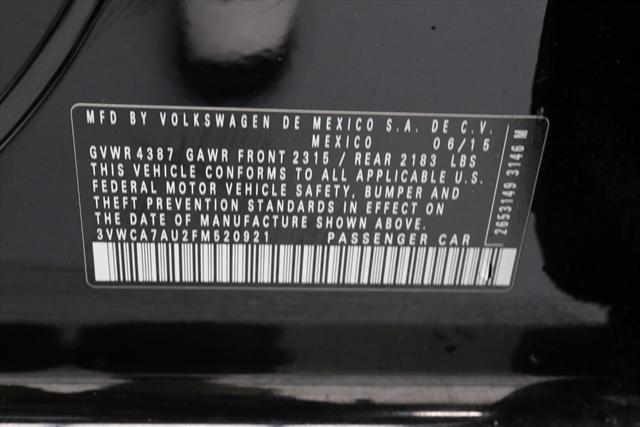 MFD BY VOLKSWAGEN DE MEXICO S.A. DE C.V.
MEXICO 06/15
GVWR 4387 GAWR FRONT 2315 / REAR 2183 LBS
THIS VEHICLE CONFORMS TO ALL APPLICABLE U.S.
FEDERAL MOTOR VEHICLE SAFETY, BUMPER AND
THEFT PREVENTION STANDARDS IN EFFECT ON
THE DATE OF MANUFACTURE SHOWN ABOVE.
3VWCA7AU2FM520921 PASSENGER CAR
2653149 3146 M